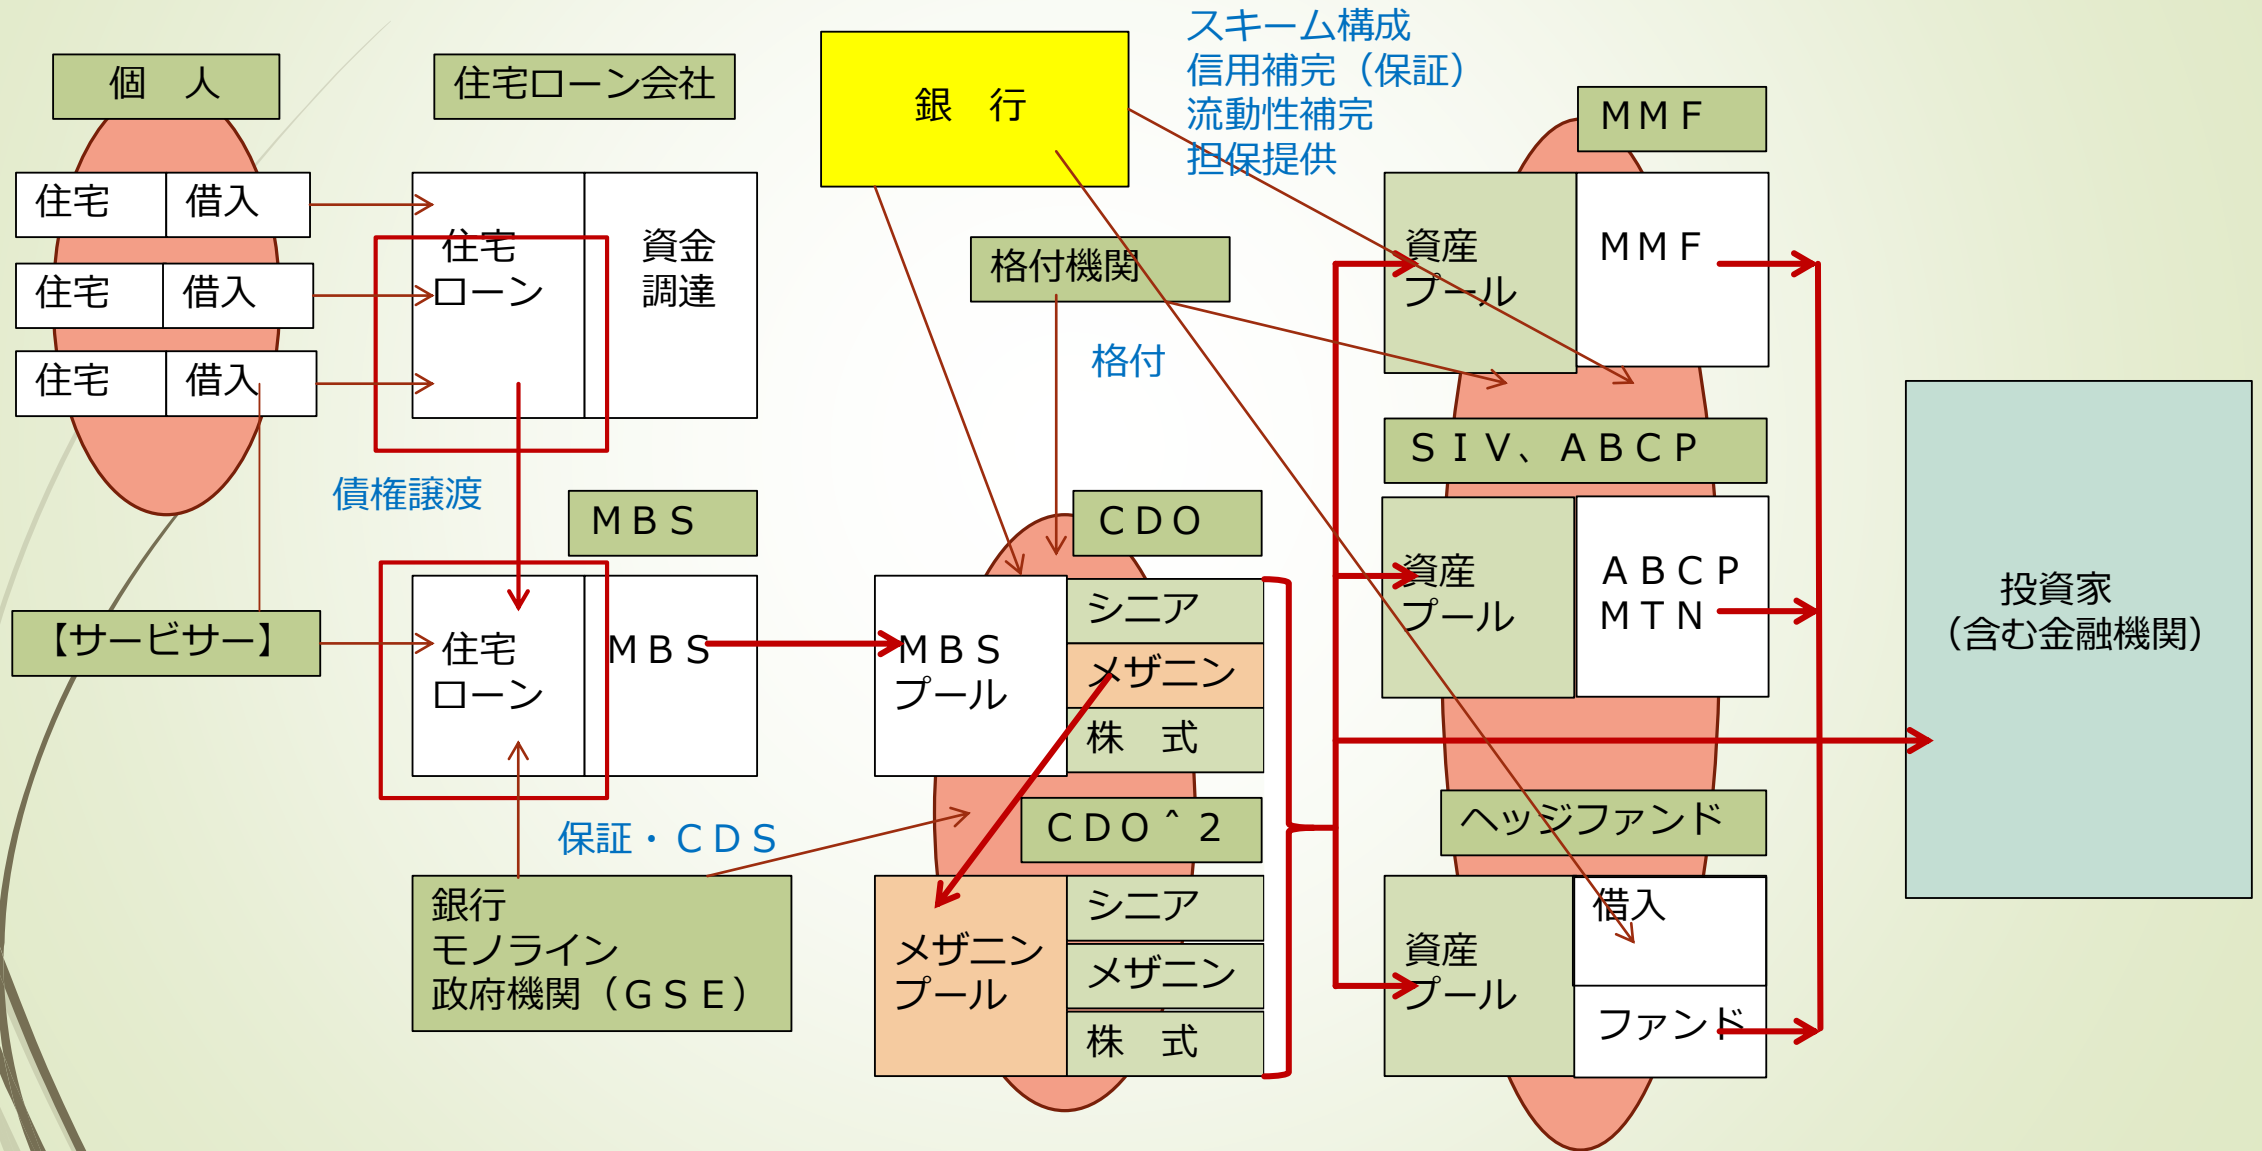 個　人
住宅ローン会社
銀　行
スキーム構成
信用補完（保証）
流動性補完
担保提供
ＭＭＦ
住宅
借入
住宅
借入
住宅
借入
住宅
ローン
資金
調達
格付機関
格付
資産
プール
ＭＭＦ
ＳＩＶ、ＡＢＣＰ
債権譲渡
ＭＢＳ
ＣＤＯ
【サービサー】
住宅
ローン
ＭＢＳ
ＭＢＳ
プール
シニア
メザニン
株　式
資産
プール
ＡＢＣＰ
ＭＴＮ
投資家
（含む金融機関）
保証・ＣＤＳ
ＣＤＯ＾２
ヘッジファンド
銀行
モノライン
政府機関（ＧＳＥ）
メザニン
プール
シニア
メザニン
株　式
資産
プール
借入
ファンド